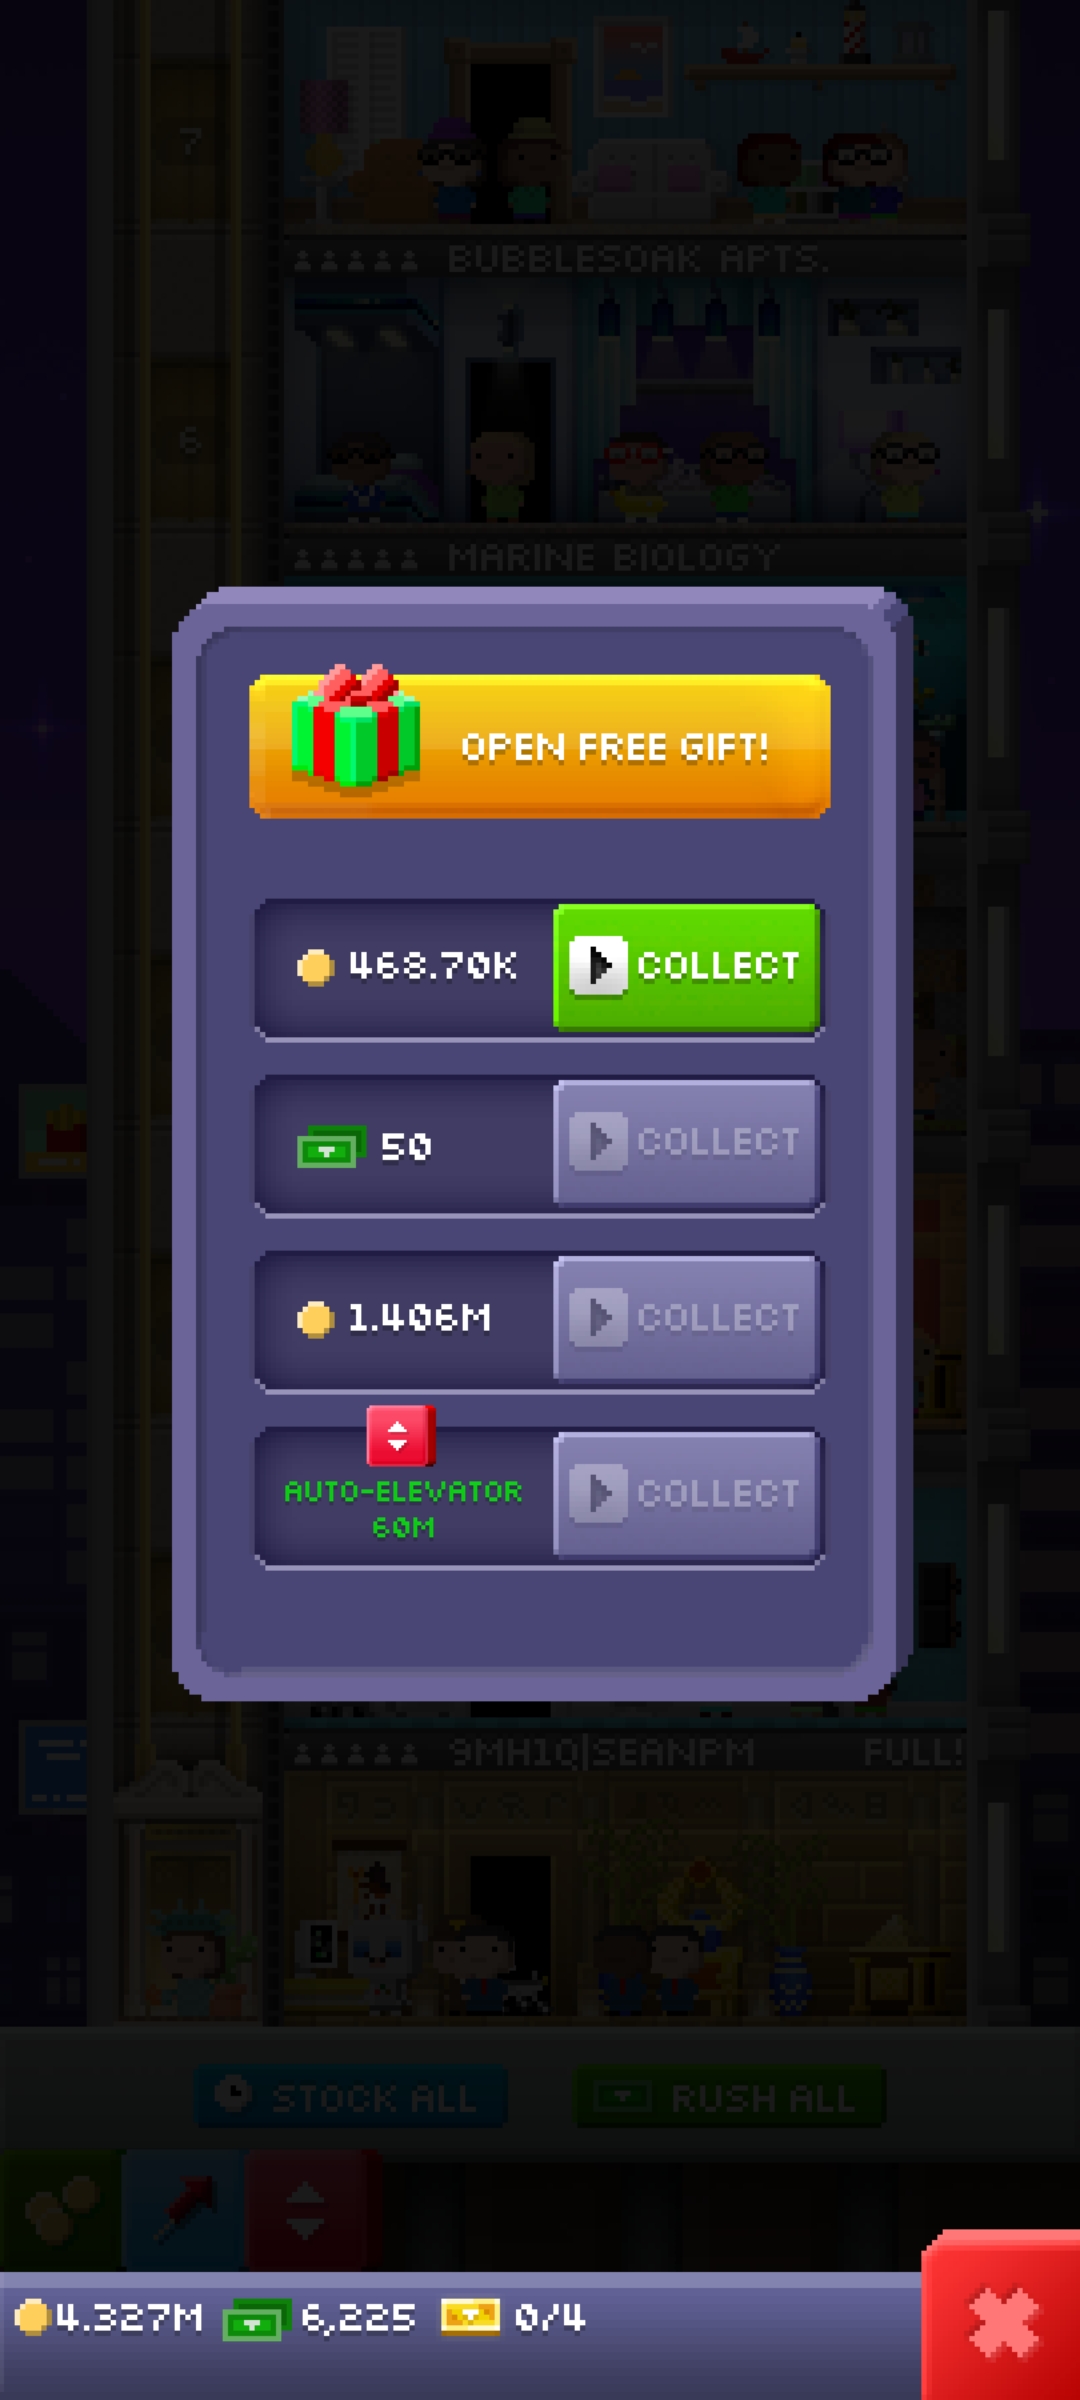 7
BUBBLESOAK APTS.
6
MARINE BIOLOGY
OPEN FREE GIFT!
468.70K COLLECT
50 COLLECT
1.406M COLLECT
AUTO-ELEVATOR
60M
COLLECT
9MH1Q|SEANPM FULL!
STOCK ALL RUSH ALL
4.327M 6,225 0/4